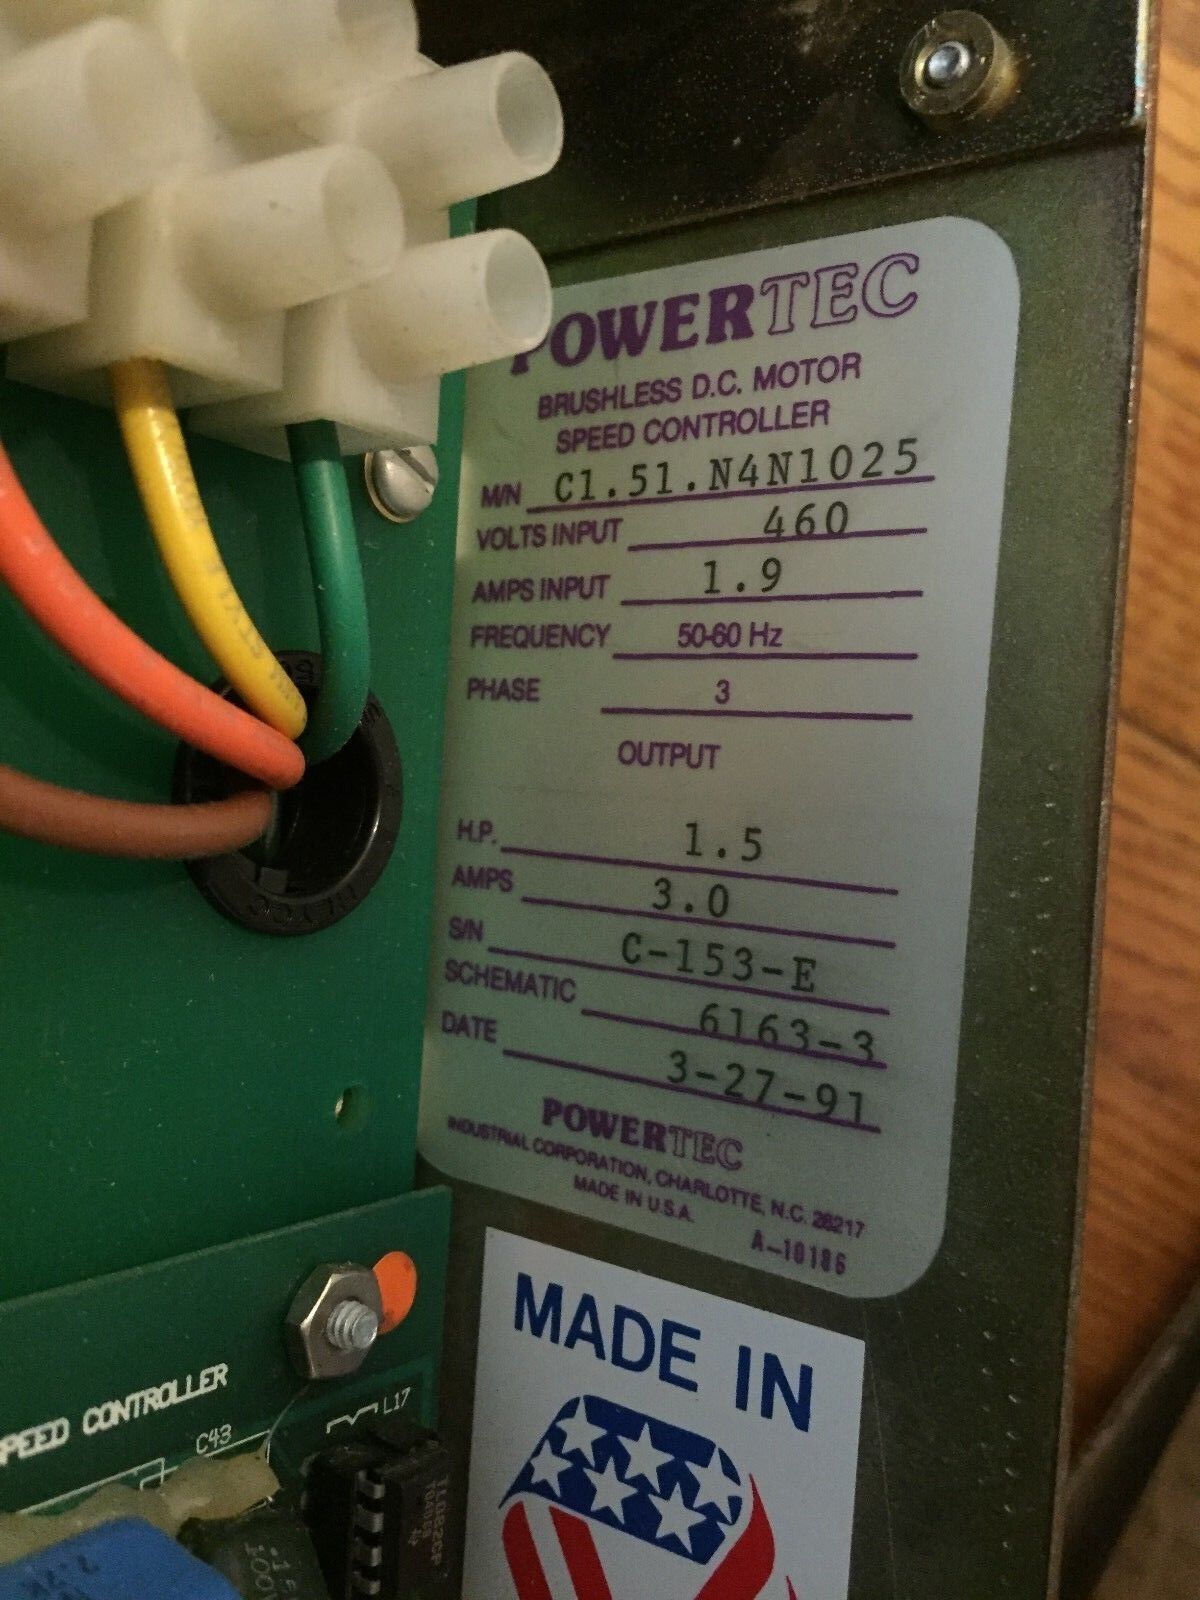 POWERTEC
BRUSHLESS D.C. MOTOR
SPEED CONTROLLER
M/N C1.51.N4N1025
VOLTS INPUT 460
AMPS INPUT 1.9
FREQUENCY 50-60 Hz
PHASE 3
OUTPUT
H.P. 1.5
AMPS 3.0
S/N C-153-E
SCHEMATIC 6163-3
DATE 3-27-91
POWERTEC
INDUSTRIAL CORPORATION, CHARLOTTE, N.C. 28217
MADE IN U.S.A.
A-10186
MADE IN
SPEED CONTROLLER
C43
L17